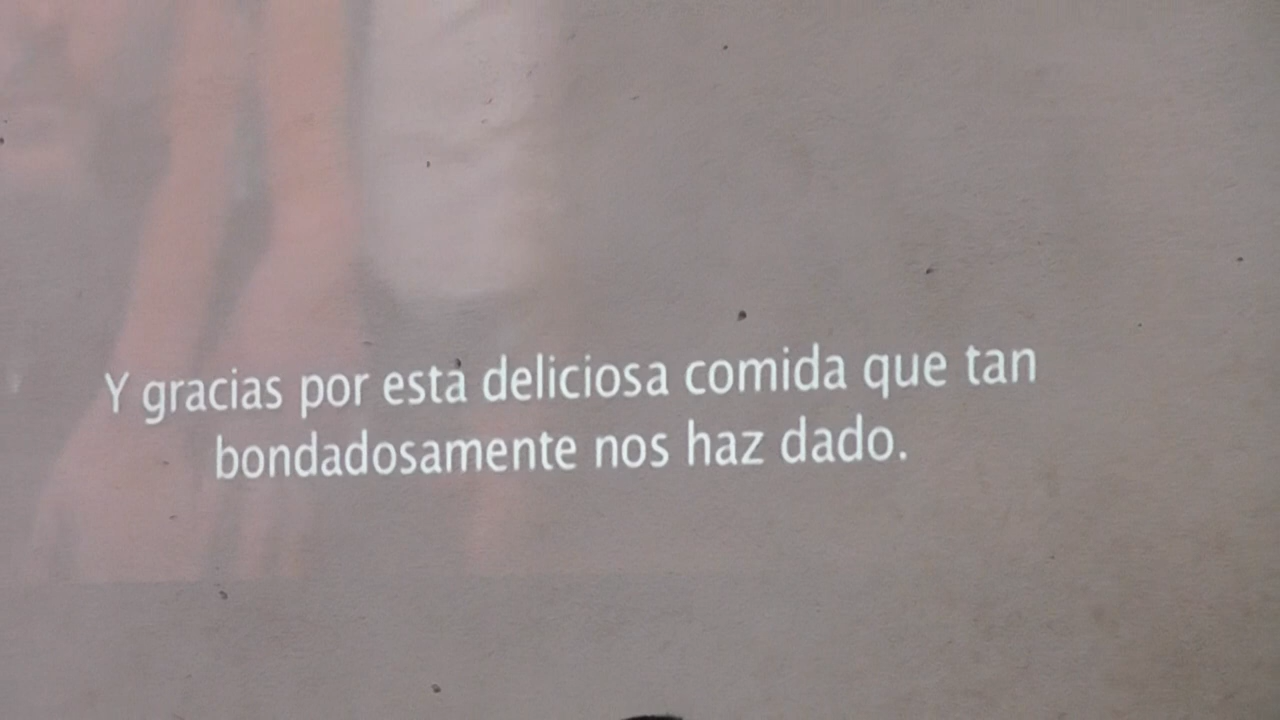 Y gracias por esta deliciosa comida que tan
bondadosamente nos haz dado.